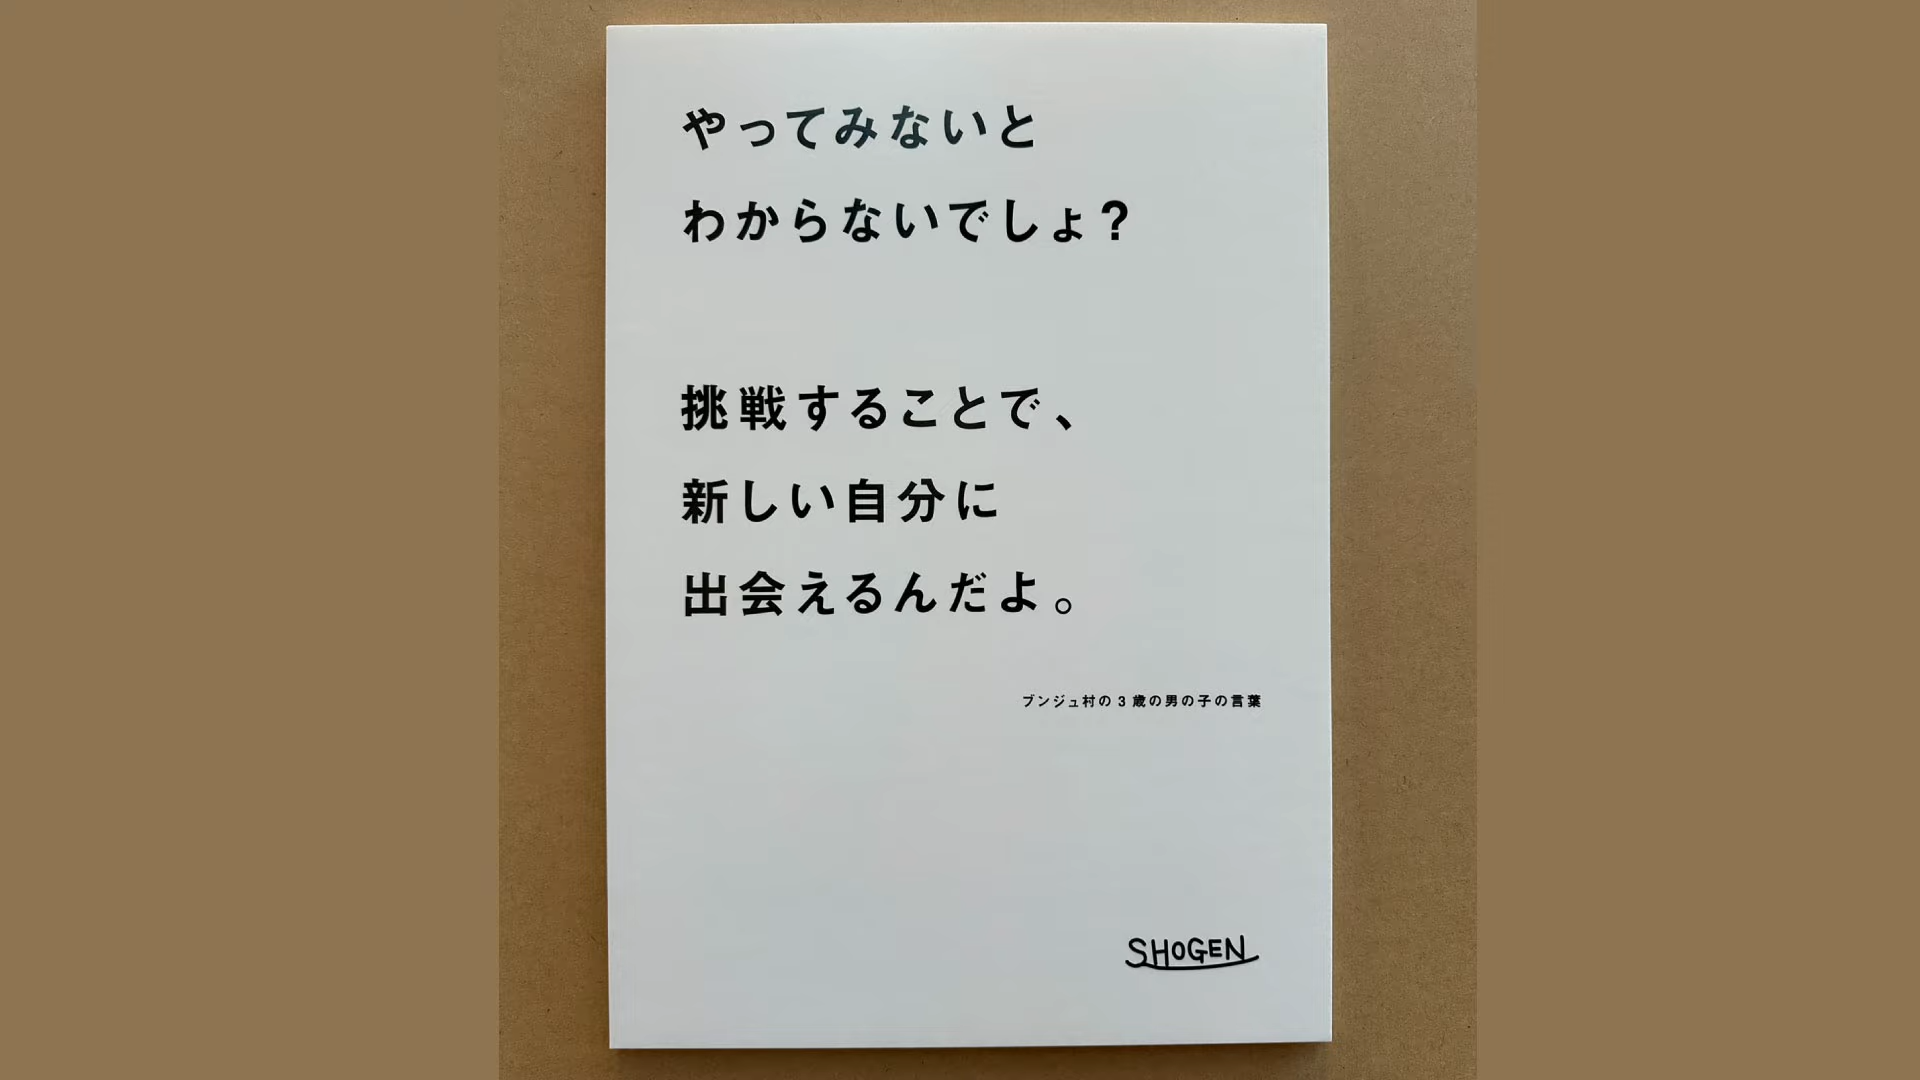 やってみないと
わからないでしょ？
挑戦することで、
新しい自分に
出会えるんだよ。
ブンジュ村の3歳の男の子の言葉
SHOGEN